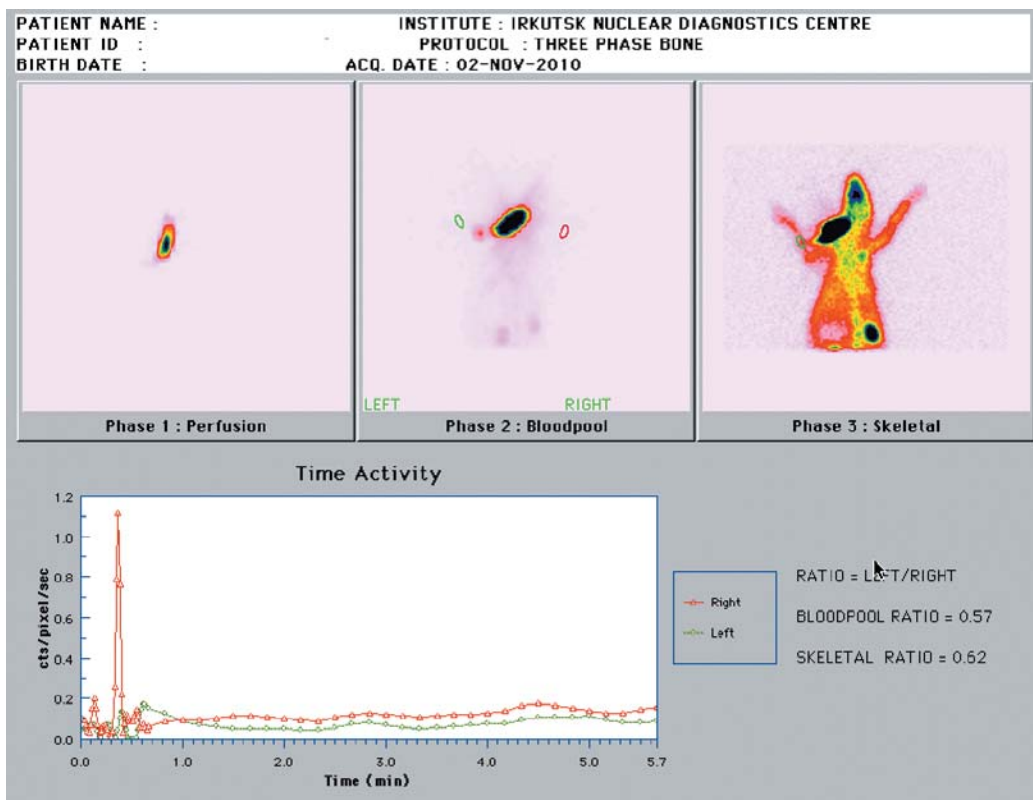 PATIENT NAME : INSTITUTE : IRKUTSK NUCLEAR DIAGNOSTICS CENTRE
PATIENT ID : PROTOCOL : THREE PHASE BONE
BIRTH DATE : ACQ. DATE : 02-NOV-2010
LEFT RIGHT
Phase 1 : Perfusion
Phase 2 : Bloodpool
Phase 3 : Skeletal
Time Activity
cts/pixel/sec
1.2
1.0
0.8
0.6
0.4
0.2
0.0
0.0 1.0 2.0 3.0 4.0 5.0 5.7
Time (min)
Right
Left
RATIO = LEFT/RIGHT
BLOODPOOL RATIO = 0.57
SKELETAL RATIO = 0.62